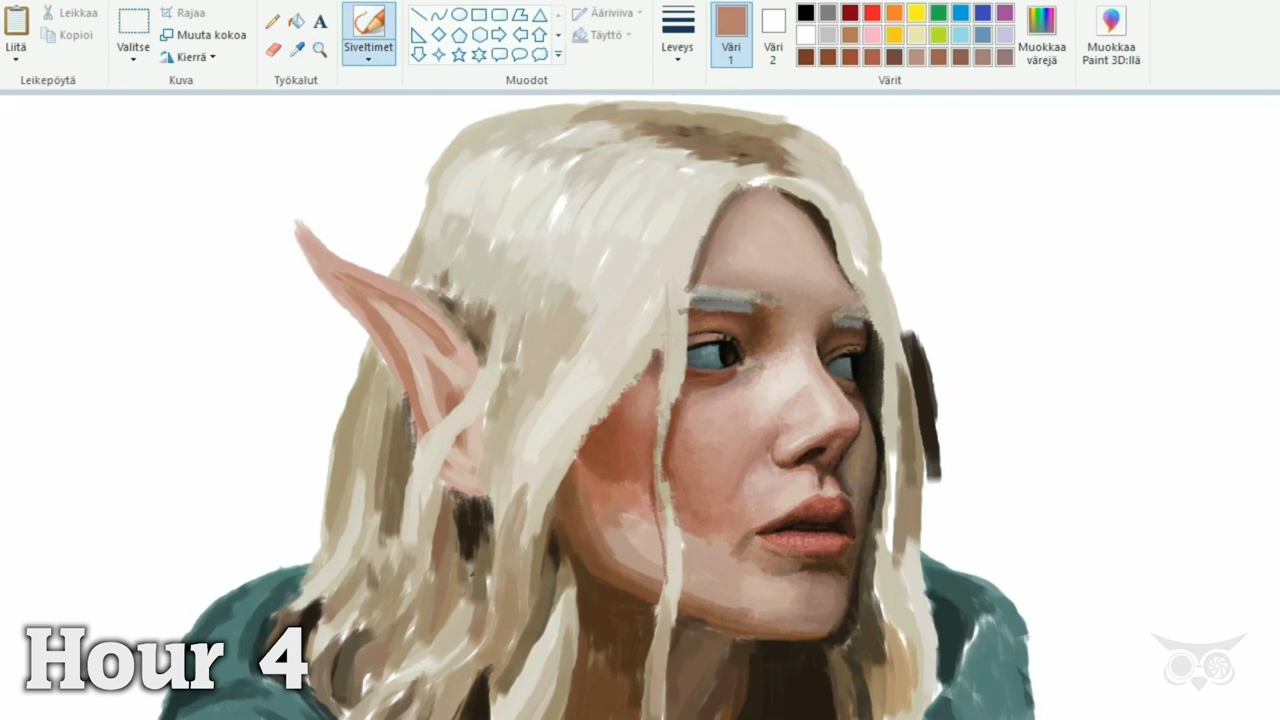 Liitä
Leikkaa
Kopioi
Leikepöytä
Valitse
Rajaa
Muuta kokoa
Kierrä
Kuva
A
Työkalut
Siveltimet
Ääriviiva
Täyttö
Muodot
Leveys
Väri
1
Väri
2
Värit
Muokkaa
värejä
Muokkaa
Paint 3D:llä
Hour 4